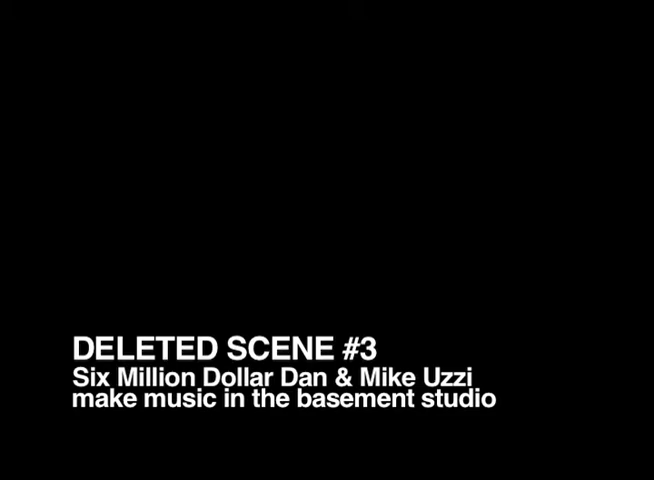 DELETED SCENE #3
Six Million Dollar Dan & Mike Uzzi
make music in the basement studio